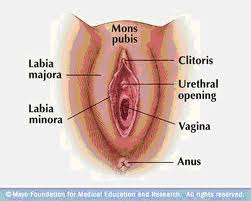 Mons
pubis
Labia
majora
Clitoris
Urethral
opening
Labia
minora
Vagina
Anus
© Mayo Foundation for Medical Education and Research. All rights reserved.